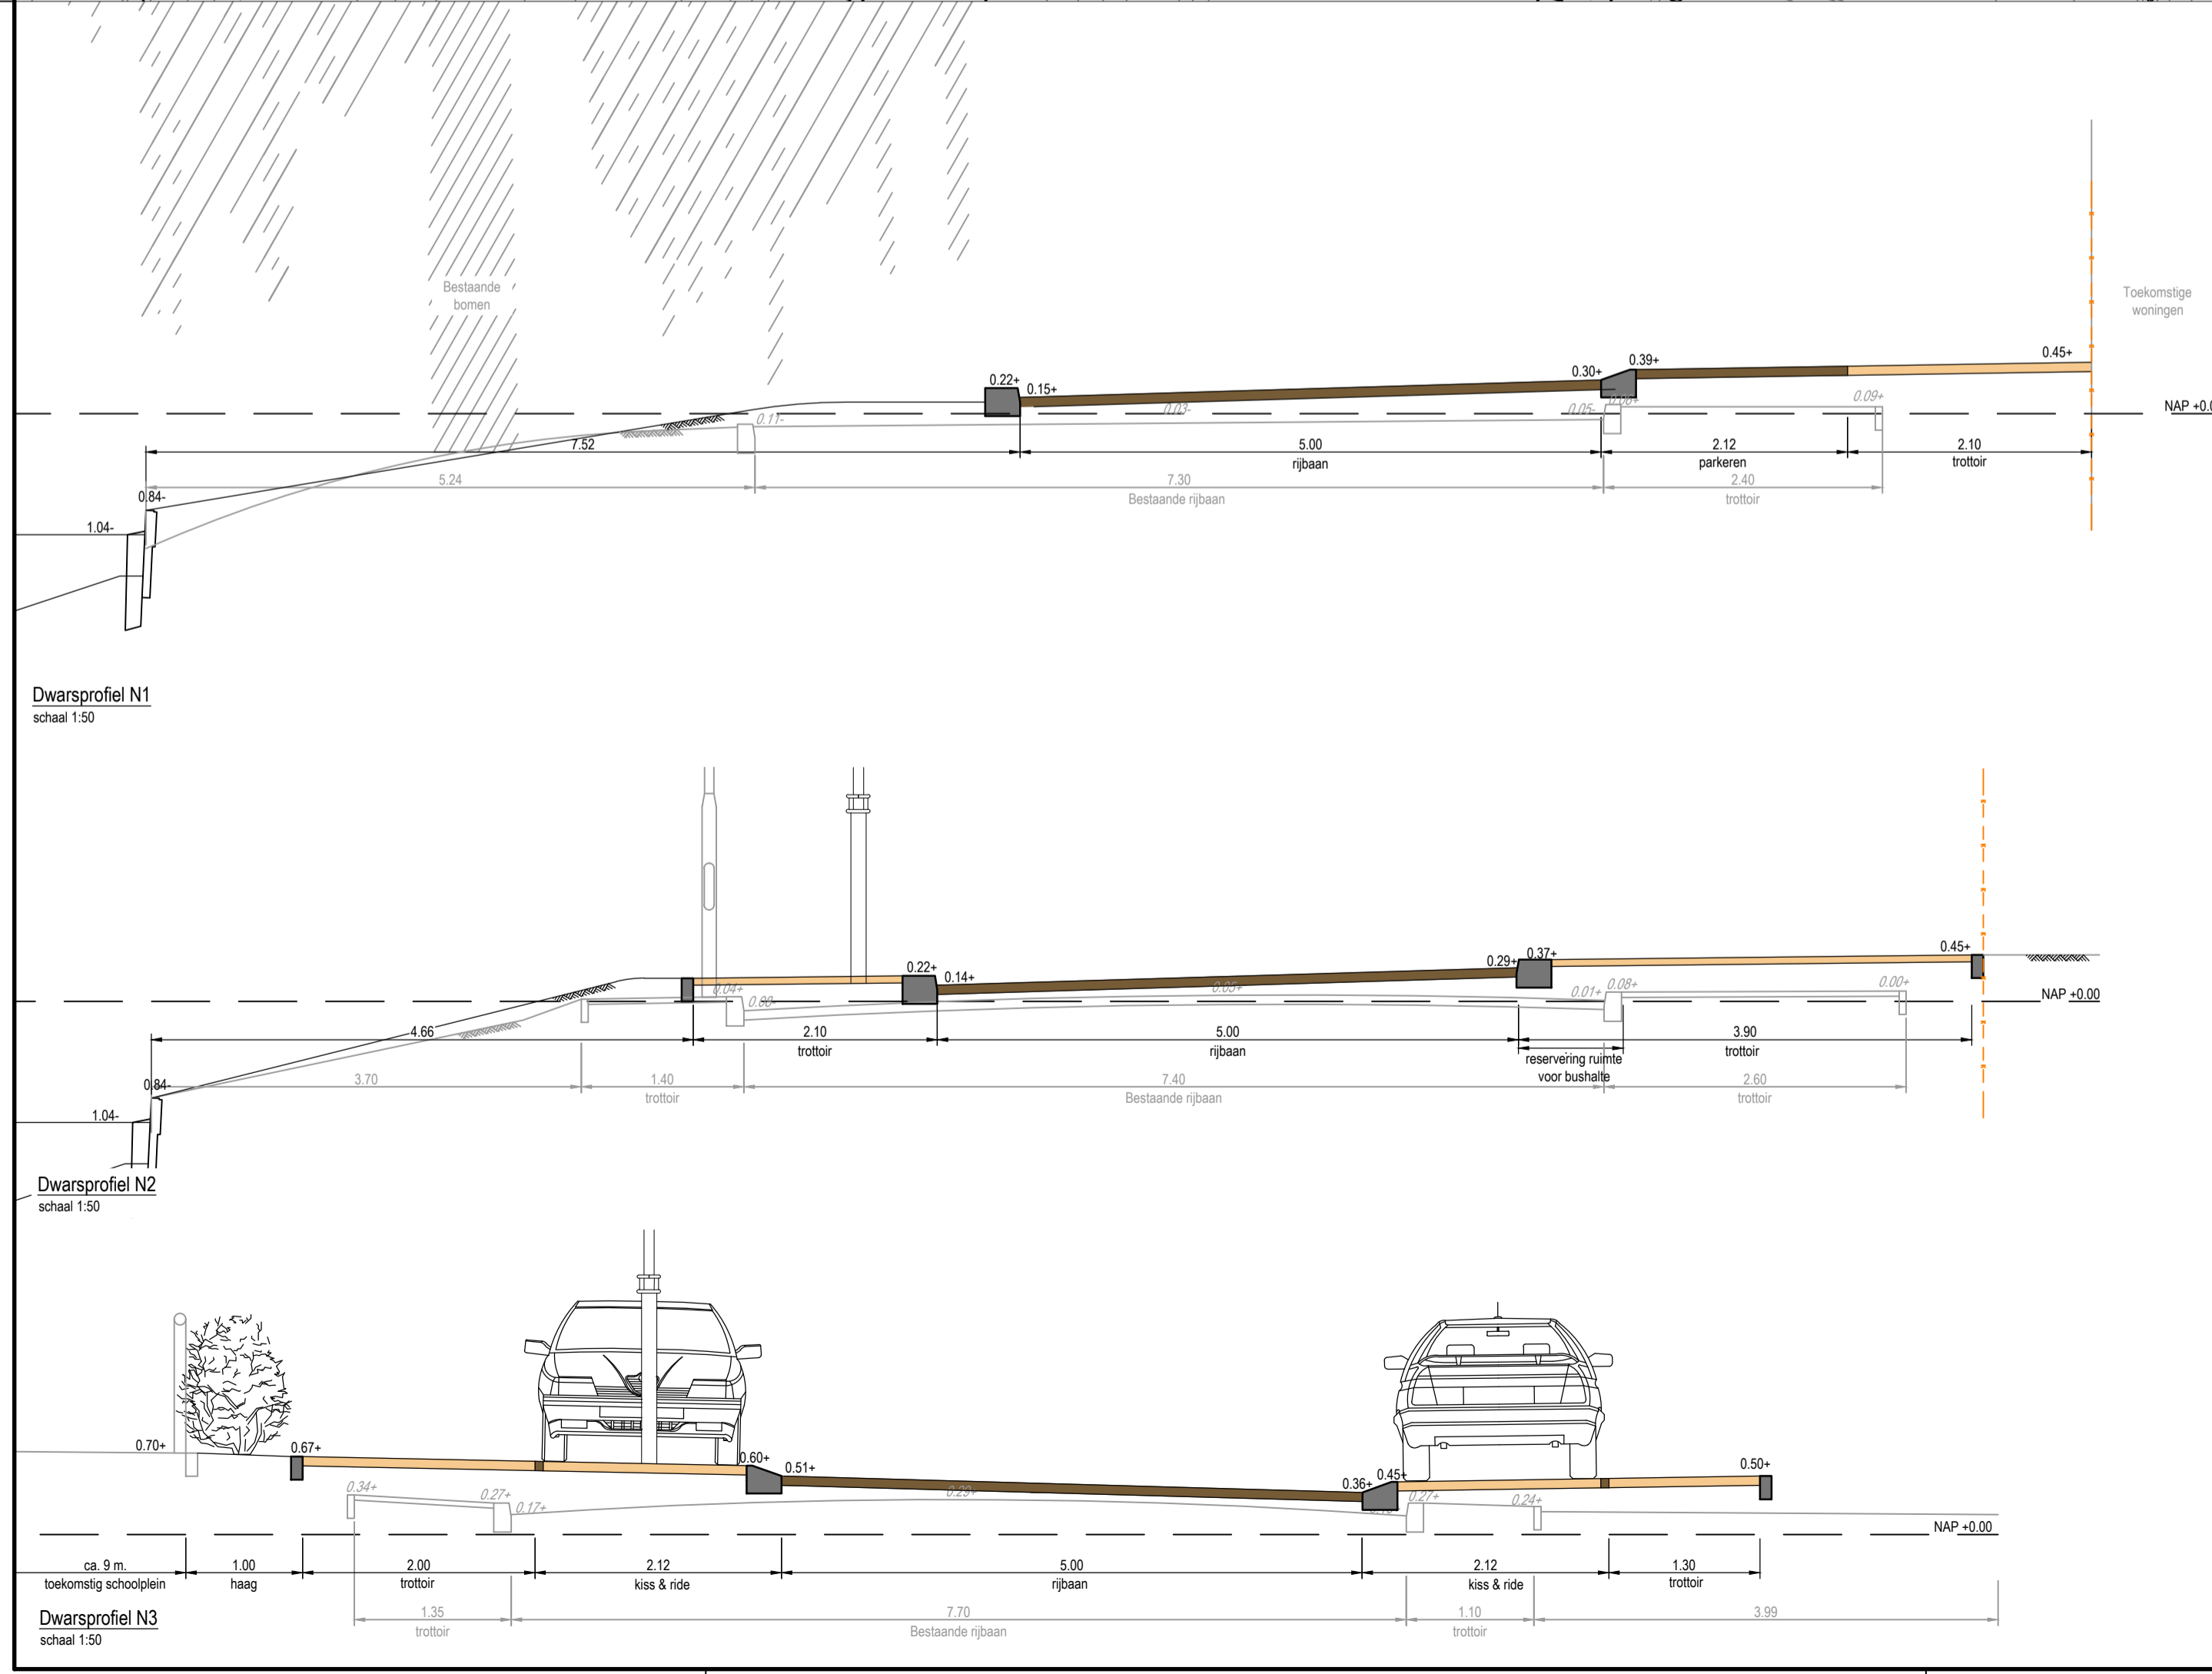 Bestaande
bomen
Toekomstige
woningen
0.22+ 0.15+ 0.30+ 0.39+ 0.45+
0.11- 0.03- 0.05- 0.09+
7.52 5.00 2.12 2.10
rijbaan parkeren trottoir
5.24 7.30 2.40
Bestaande rijbaan trottoir
0.84-
1.04-
Dwarsprofiel N1
schaal 1:50
0.22+ 0.14+ 0.29+ 0.37+ 0.45+
0.04+ 0.05+ 0.01+ 0.08+ 0.00+
NAP +0.00
4.66 2.10 5.00 3.90
trottoir rijbaan trottoir
reservering ruimte
voor bushalte
3.70 1.40 7.40 2.60
trottoir Bestaande rijbaan trottoir
0.84-
1.04-
Dwarsprofiel N2
schaal 1:50
0.70+ 0.67+ 0.60+ 0.51+ 0.36+ 0.45+ 0.50+
0.34+ 0.27+ 0.17+ 0.29+ 0.27+ 0.24+
NAP +0.00
ca. 9 m. 1.00 2.00 2.12 5.00 2.12 1.30
toekomstig schoolplein haag trottoir kiss & ride rijbaan kiss & ride trottoir
1.35 7.70 1.10 3.99
trottoir Bestaande rijbaan trottoir
Dwarsprofiel N3
schaal 1:50